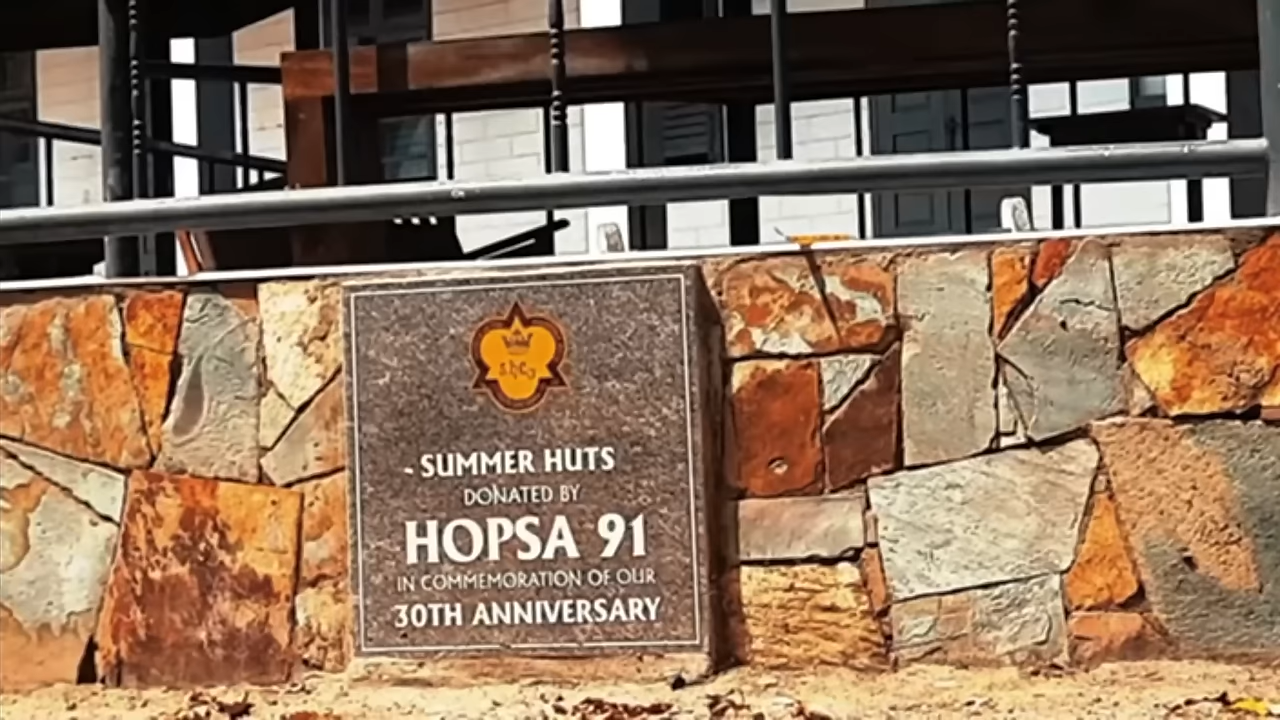 - SUMMER HUTS
DONATED BY
HOPSA 91
IN COMMEMORATION OF OUR
30TH ANNIVERSARY